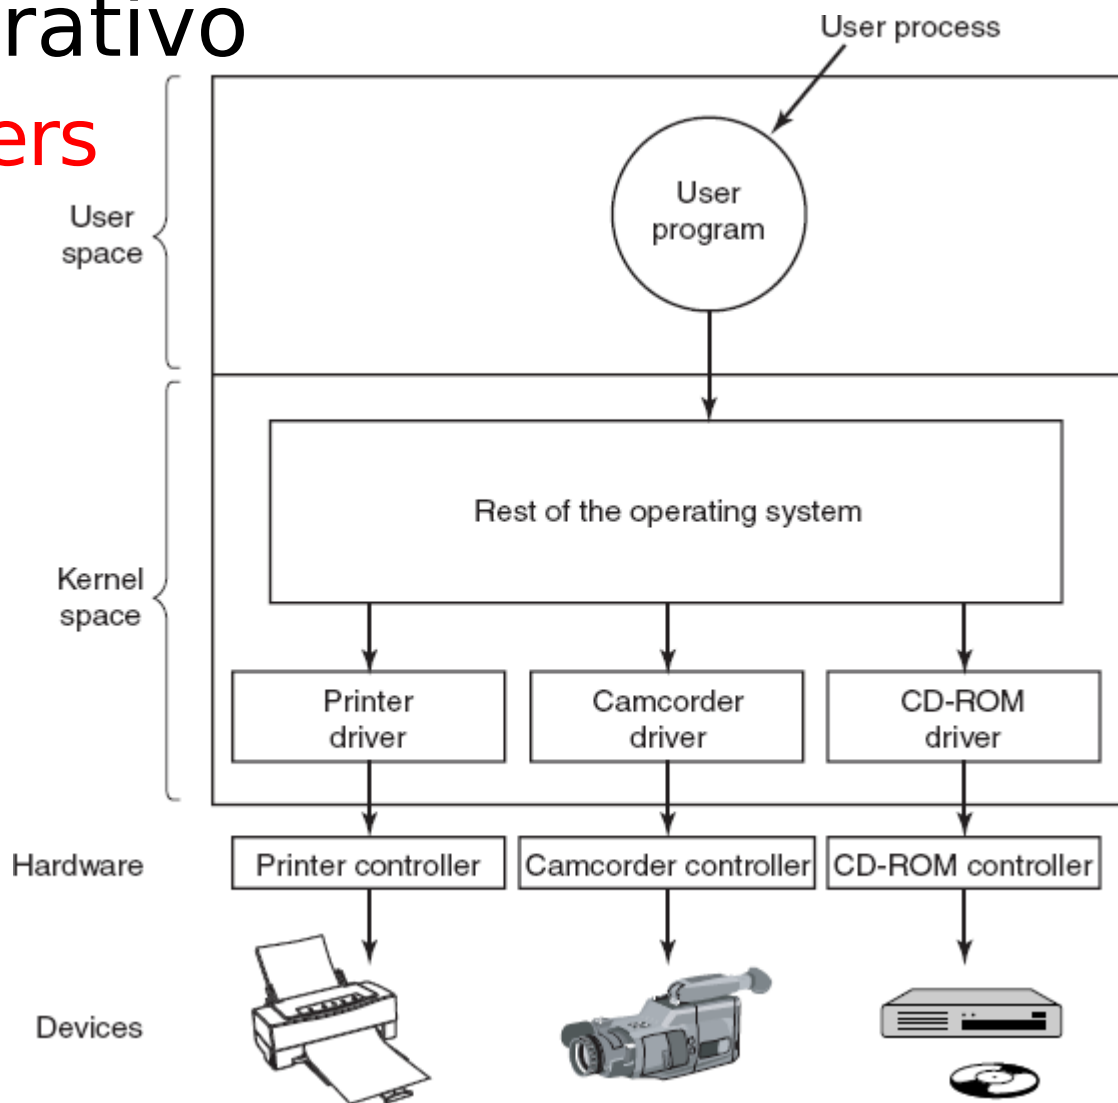 rativo
User process
ers
User
space
User
program
Rest of the operating system
Kernel
space
Printer
driver
Camcorder
driver
CD-ROM
driver
Hardware
Printer controller
Camcorder controller
CD-ROM controller
Devices